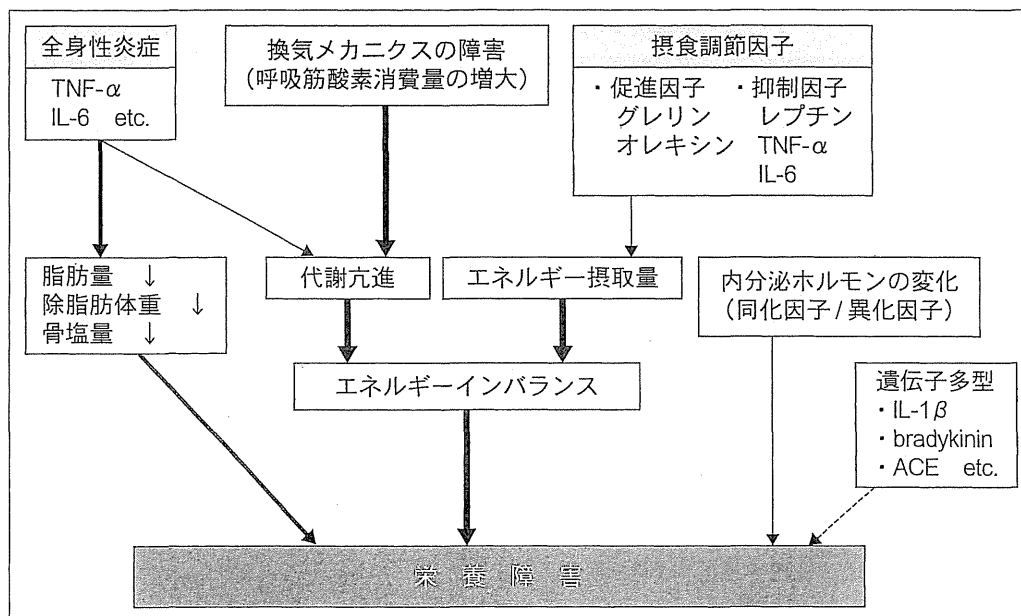 全身性炎症
TNF-α
IL-6 etc.
換気メカニクスの障害
(呼吸筋酸素消費量の増大)
摂食調節因子
・促進因子 ・抑制因子
グレリン レプチン
オレキシン TNF-α
IL-6
脂肪量 ↓
除脂肪体重 ↓
骨塩量 ↓
代謝亢進
エネルギー摂取量
内分泌ホルモンの変化
(同化因子/異化因子)
エネルギーインバランス
遺伝子多型
・IL-1β
・bradykinin
・ACE etc.
栄養障害